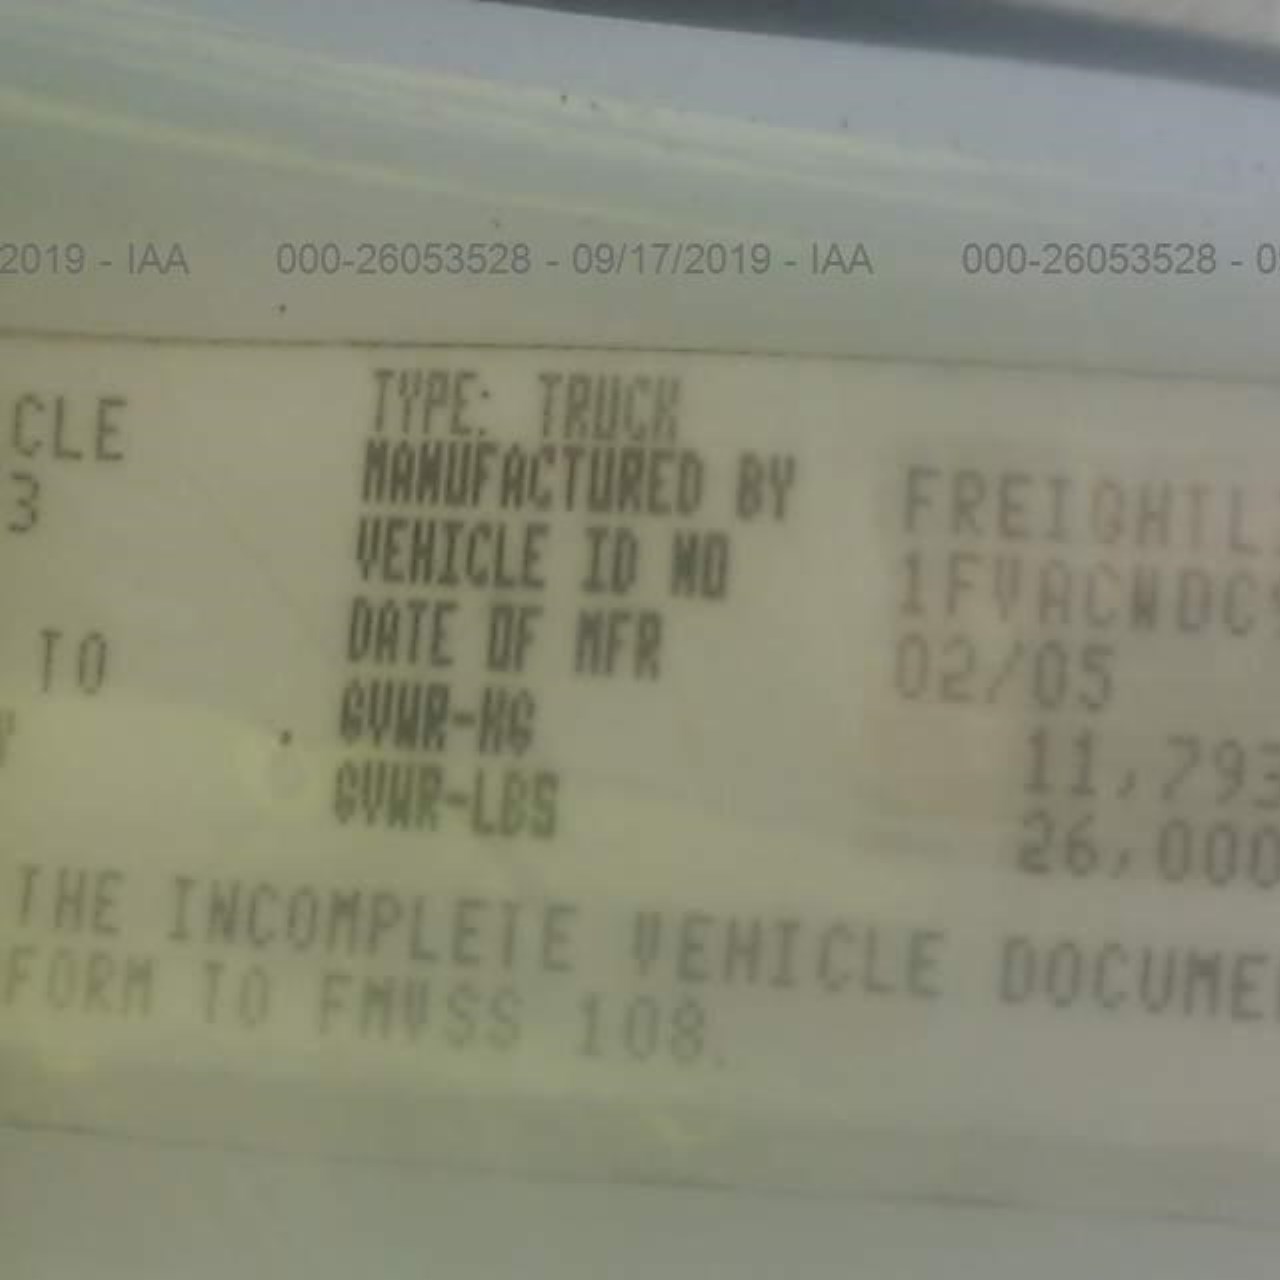 2019 - IAA 000-26053528 - 09/17/2019 - IAA 000-26053528 - 0
TYPE: TRUCK
CLE MANUFACTURED BY FREIGHTL
3 VEHICLE ID NO 1FVACWDC
DATE OF MFR 02/05
TO GVWR-KG 11,793
GVWR-LBS 26,000
THE INCOMPLETE VEHICLE DOCUME
FORM TO FMVSS 108.